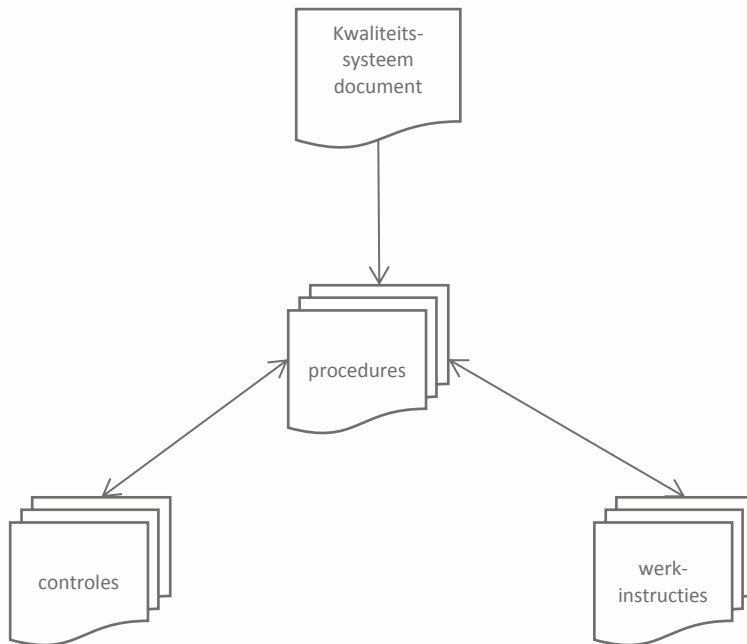 Kwaliteits-
systeem
document
procedures
controles
werk-
instructies